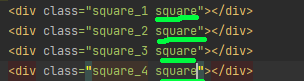 <div class="square_1 square"></div>
<div class="square_2 square"></div>
<div class="square_3 square"></div>
<div class="square_4 square"></div>